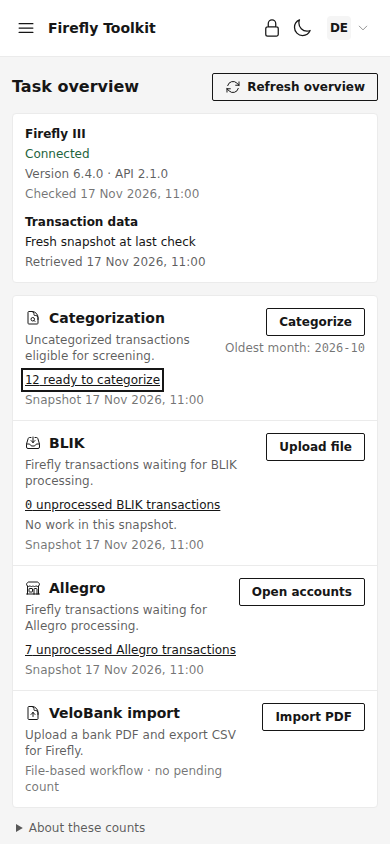 Firefly Toolkit
DE
Task overview
Refresh overview
Firefly III
Connected
Version 6.4.0 · API 2.1.0
Checked 17 Nov 2026, 11:00
Transaction data
Fresh snapshot at last check
Retrieved 17 Nov 2026, 11:00
Categorization
Categorize
Uncategorized transactions
eligible for screening.
Oldest month: 2026-10
12 ready to categorize
Snapshot 17 Nov 2026, 11:00
BLIK
Upload file
Firefly transactions waiting for BLIK
processing.
0 unprocessed BLIK transactions
No work in this snapshot.
Snapshot 17 Nov 2026, 11:00
Allegro
Open accounts
Firefly transactions waiting for
Allegro processing.
7 unprocessed Allegro transactions
Snapshot 17 Nov 2026, 11:00
VeloBank import
Import PDF
Upload a bank PDF and export CSV
for Firefly.
File-based workflow · no pending
count
About these counts